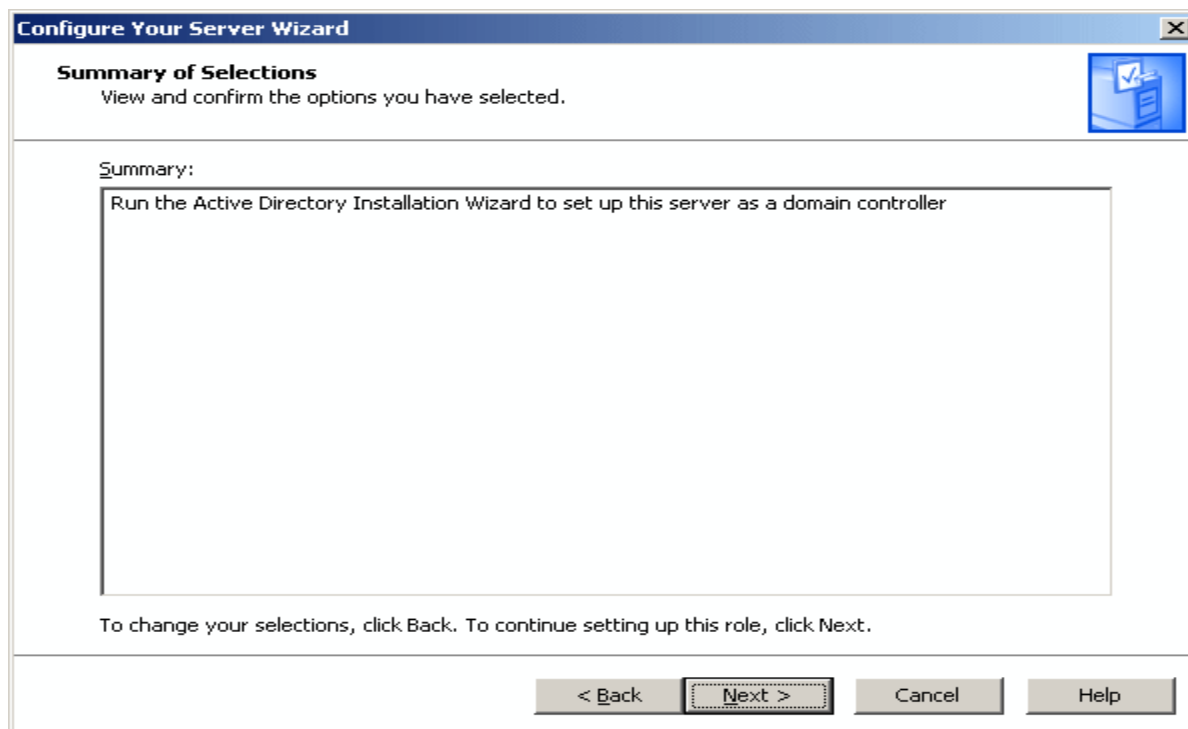 Configure Your Server Wizard
Summary of Selections
View and confirm the options you have selected.
Summary:
Run the Active Directory Installation Wizard to set up this server as a domain controller
To change your selections, click Back. To continue setting up this role, click Next.
< Back
Next >
Cancel
Help